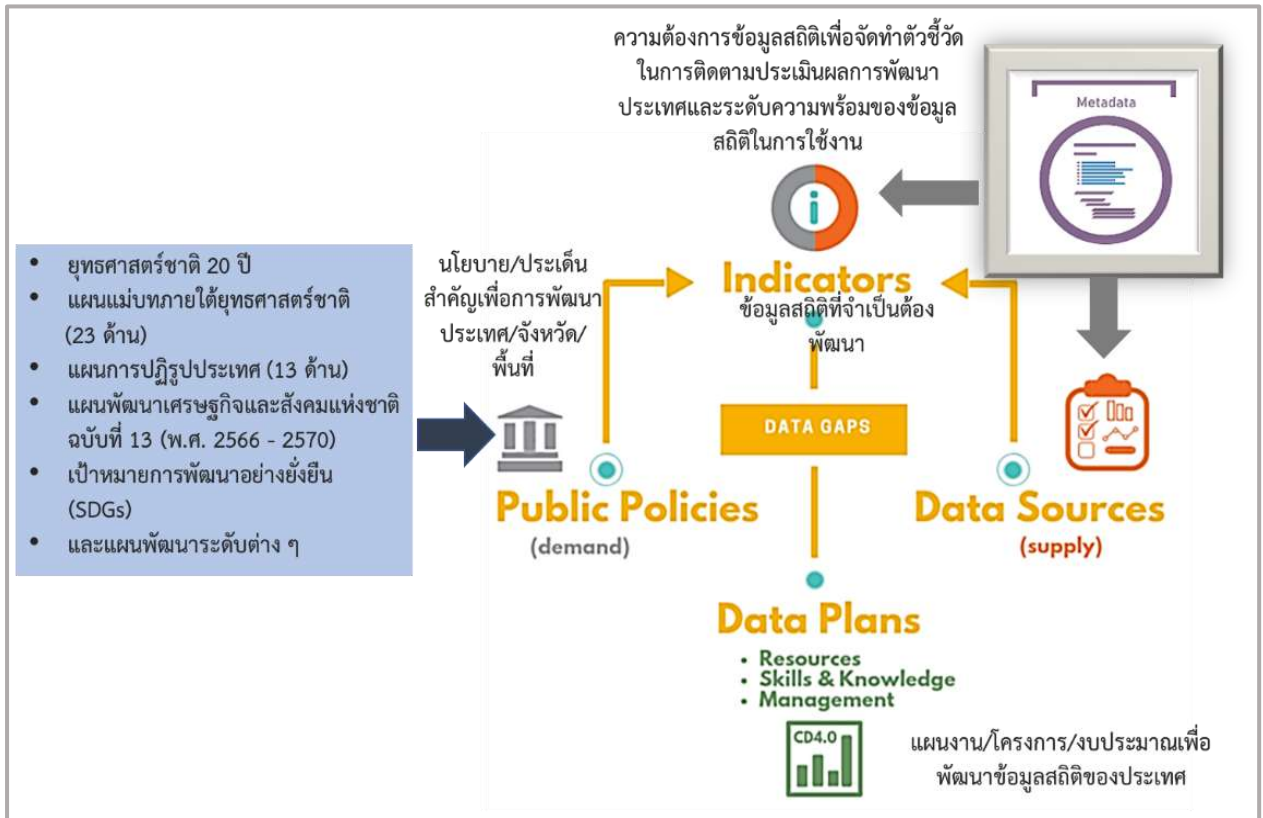 ความต้องการข้อมูลสถิติเพื่อจัดทำตัวชี้วัด
ในการติดตามประเมินผลการพัฒนา
ประเทศและระดับความพร้อมของข้อมูล
สถิติในการใช้งาน
Metadata
• ยุทธศาสตร์ชาติ 20 ปี
• แผนแม่บทภายใต้ยุทธศาสตร์ชาติ
(23 ด้าน)
• แผนการปฏิรูปประเทศ (13 ด้าน)
• แผนพัฒนาเศรษฐกิจและสังคมแห่งชาติ
ฉบับที่ 13 (พ.ศ. 2566 - 2570)
• เป้าหมายการพัฒนาอย่างยั่งยืน
(SDGs)
• และแผนพัฒนาระดับต่าง ๆ
นโยบาย/ประเด็น
สำคัญเพื่อการพัฒนา
ประเทศ/จังหวัด/
พื้นที่
Indicators
ข้อมูลสถิติที่จำเป็นต้อง
พัฒนา
DATA GAPS
Public Policies
(demand)
Data Sources
(supply)
Data Plans
• Resources
• Skills & Knowledge
• Management
CD4.0
แผนงาน/โครงการ/งบประมาณเพื่อ
พัฒนาข้อมูลสถิติของประเทศ